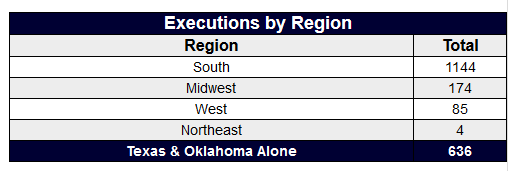 Executions by Region
Region Total
South 1144
Midwest 174
West 85
Northeast 4
Texas & Oklahoma Alone 636